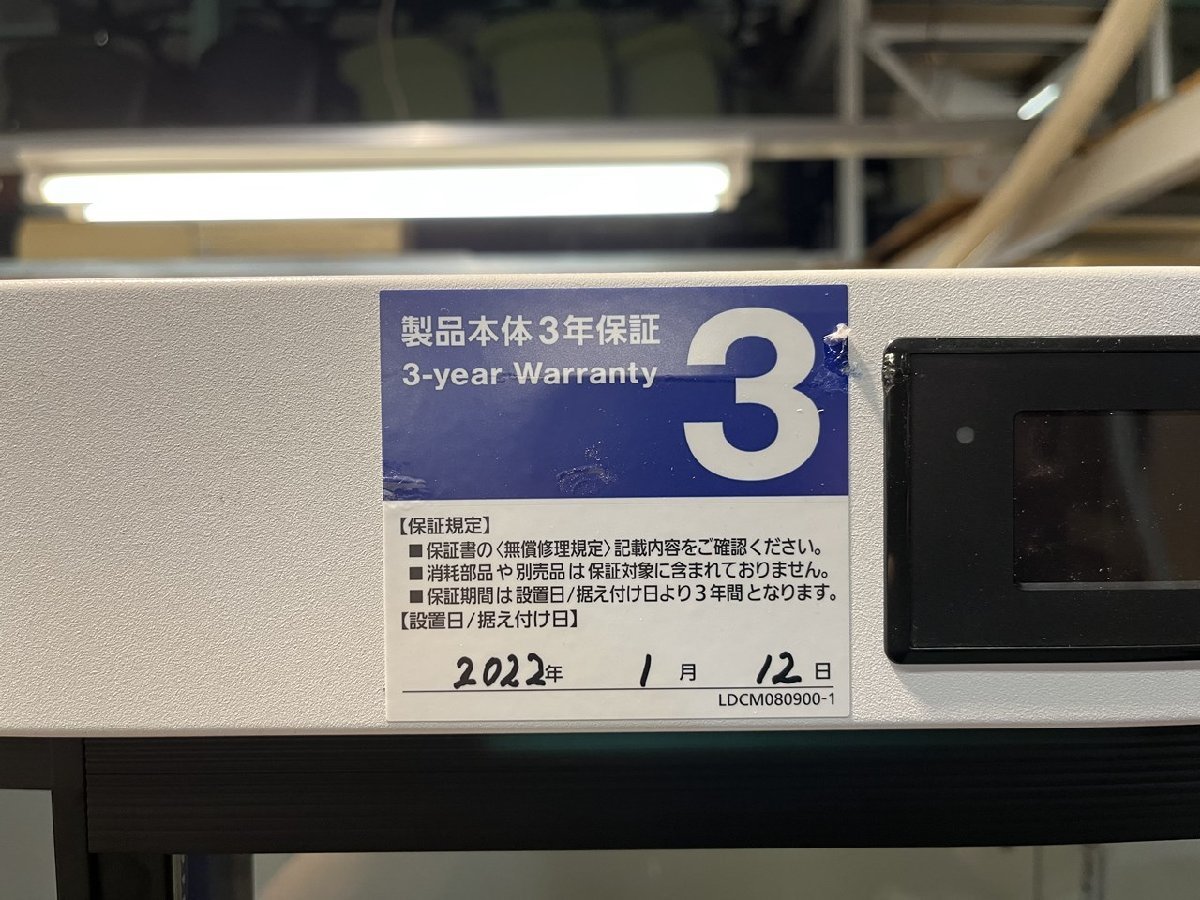 製品本体3年保証
3-year Warranty
3
【保証規定】
■保証書の〈無償修理規定〉記載内容をご確認ください。
■消耗部品や別売品は保証対象に含まれておりません。
■保証期間は設置日/据え付け日より3年間となります。
【設置日/据え付け日】
2022年 1月 12日
LDCM080900-1